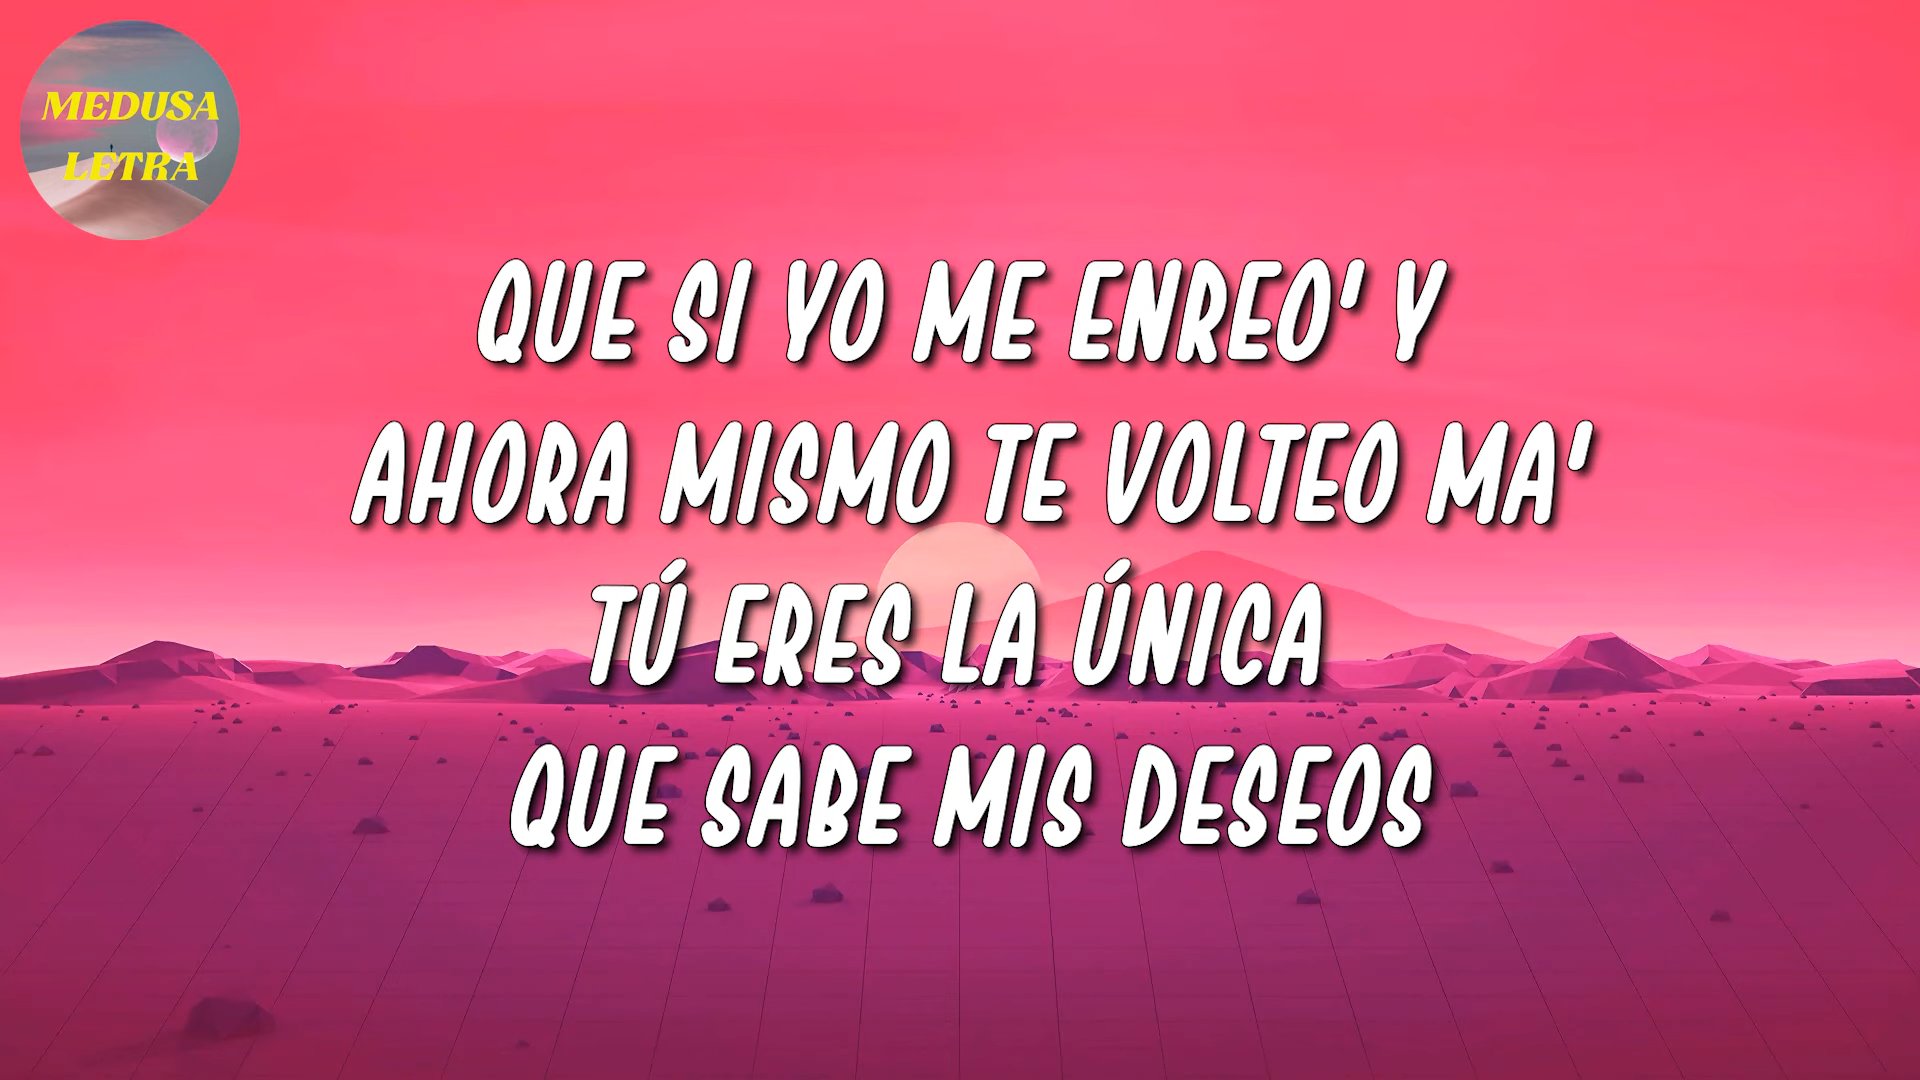 MEDUSA
LETRA
QUE SI YO ME ENREO' Y
AHORA MISMO TE VOLTEO MA'
TÚ ERES LA ÚNICA
QUE SABE MIS DESEOS